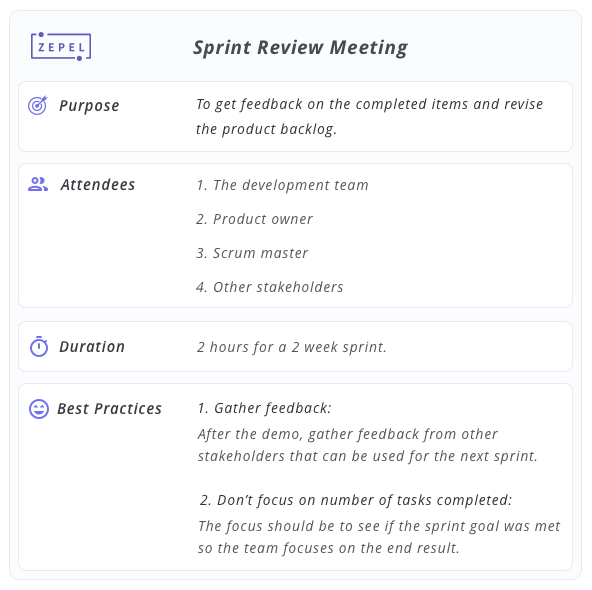 ZEPEL
Sprint Review Meeting
Purpose
To get feedback on the completed items and revise
the product backlog.
Attendees
1. The development team
2. Product owner
3. Scrum master
4. Other stakeholders
Duration
2 hours for a 2 week sprint.
Best Practices
1. Gather feedback:
After the demo, gather feedback from other
stakeholders that can be used for the next sprint.
2. Don't focus on number of tasks completed:
The focus should be to see if the sprint goal was met
so the team focuses on the end result.